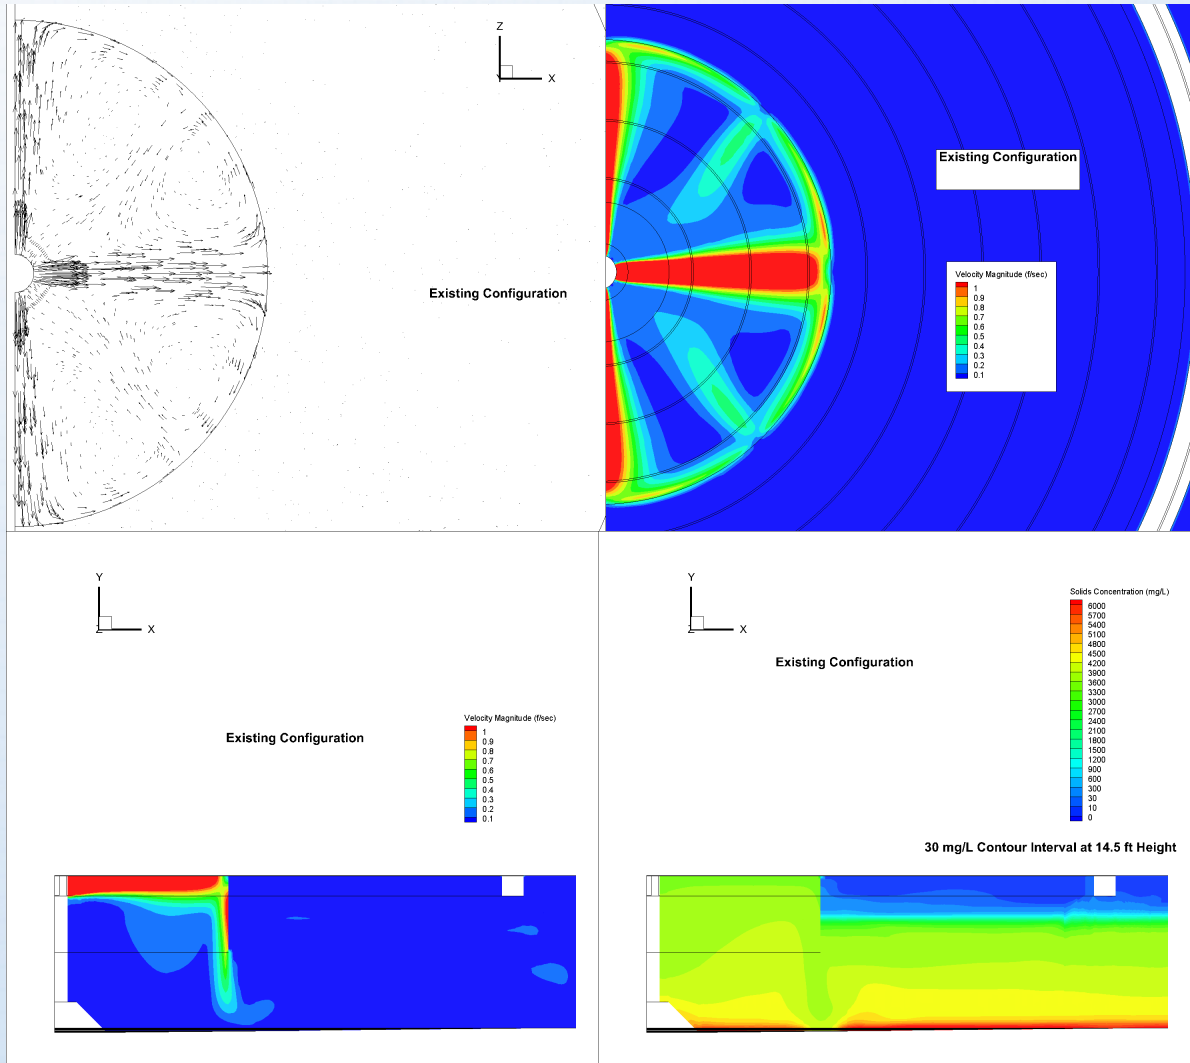 Z
X
Y
Existing Configuration
Existing Configuration
Velocity Magnitude (f/sec)
1
0.9
0.8
0.7
0.6
0.5
0.4
0.3
0.2
0.1
Y
Z
X
Existing Configuration
Velocity Magnitude (f/sec)
1
0.9
0.8
0.7
0.6
0.5
0.4
0.3
0.2
0.1
Y
Z
X
Existing Configuration
Solids Concentration (mg/L)
6000
5700
5400
5100
4800
4500
4200
3900
3600
3300
3000
2700
2400
2100
1800
1500
1200
900
600
300
30
10
0
30 mg/L Contour Interval at 14.5 ft Height